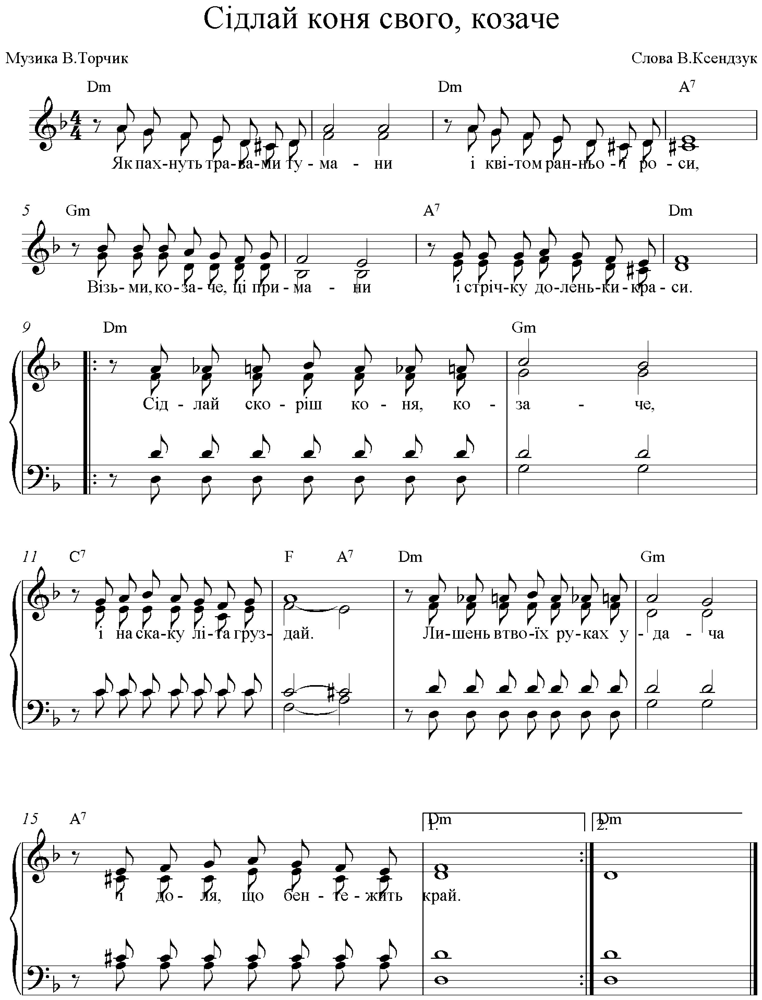 Сідлай коня свого, козаче
Музика В.Торчик Слова В.Ксендзук
Dm Dm A7
4
4
Як пах-нуть тра-ва-ми ту - ма - ни і кві-том ран-ньо - ї ро - си,
5 Gm A7 Dm
Візь- ми, ко- за- че, ці при - ма - ни і стріч-ку до-лень-ки - кра - си.
9 Dm Gm
Сід - лай ско - ріш ко - ня, ко - за - че,
11 C7 F A7 Dm Gm
і на ска-ку лі-та груз- дай. Ли-шень втво-їх ру-ках у - да - ча
15 A7 Dm Dm
1. 2.
і до- ля, що бен - те - жить край.